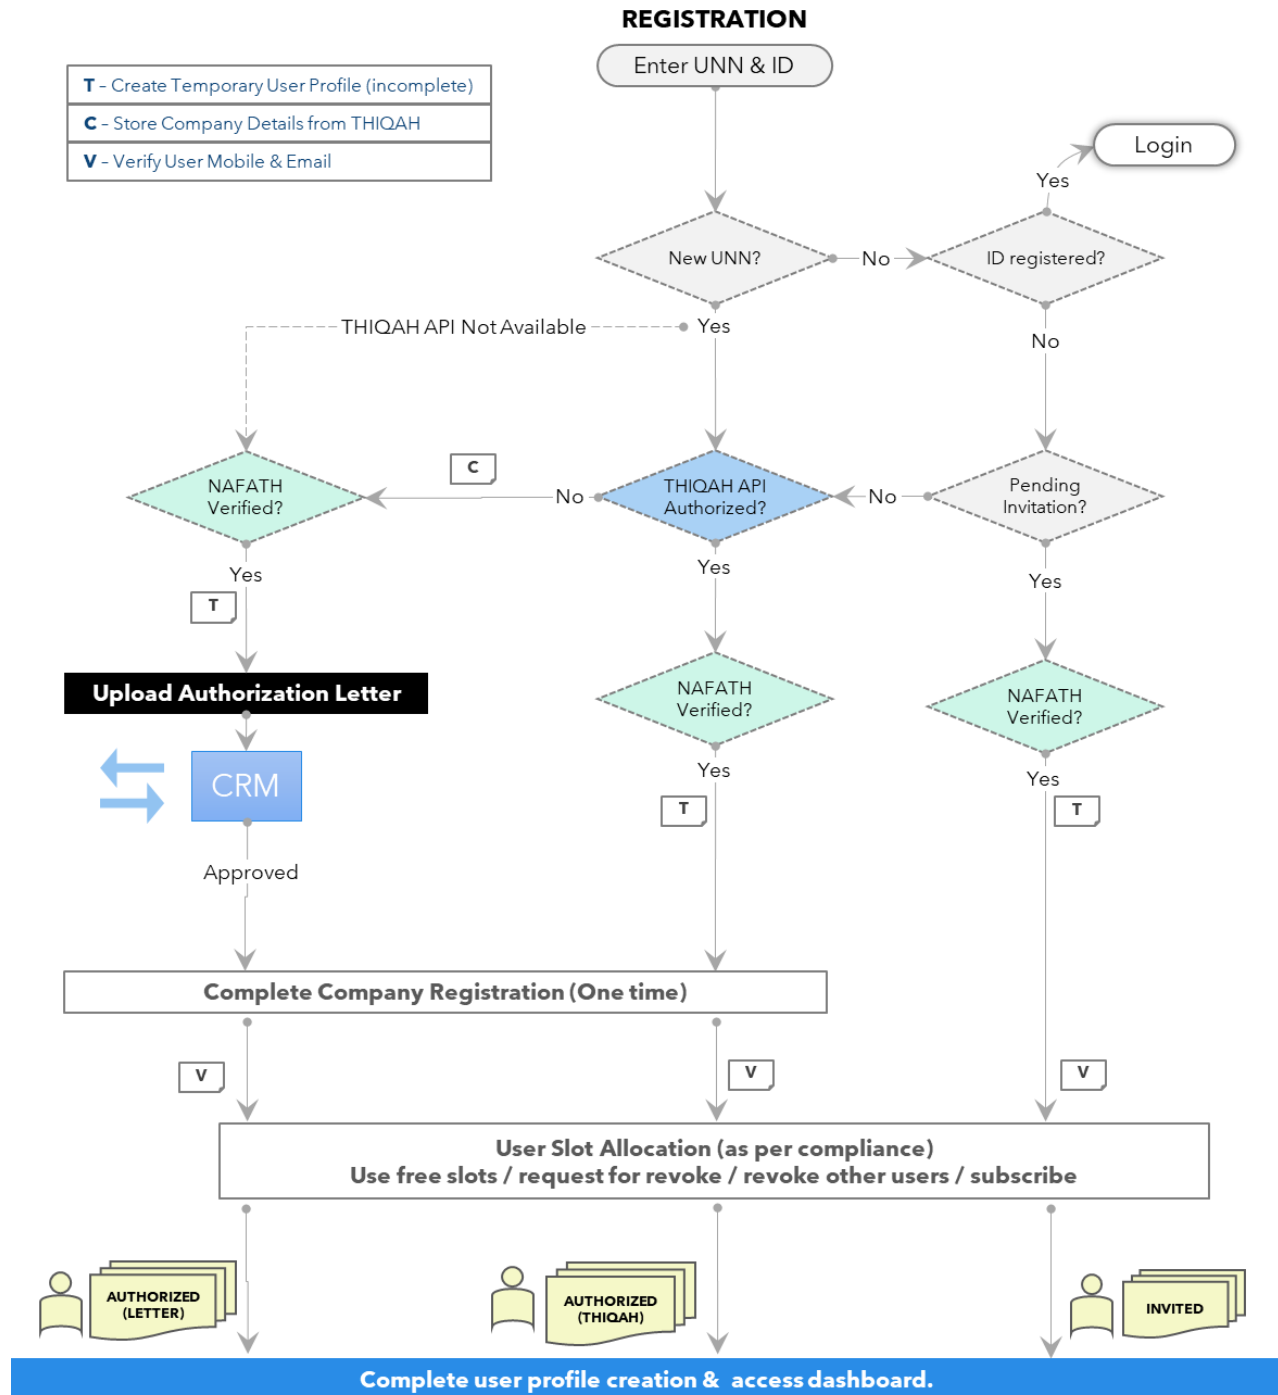 REGISTRATION
Enter UNN & ID
T – Create Temporary User Profile (incomplete)
C – Store Company Details from THIQAH
V – Verify User Mobile & Email
Login
Yes
New UNN?
No
ID registered?
THIQAH API Not Available
Yes
No
C
NAFATH
Verified?
No
THIQAH API
Authorized?
No
Pending
Invitation?
Yes
Yes
Yes
T
Upload Authorization Letter
NAFATH
Verified?
NAFATH
Verified?
CRM
Yes
Yes
T
T
Approved
Complete Company Registration (One time)
V
V
V
User Slot Allocation (as per compliance)
Use free slots / request for revoke / revoke other users / subscribe
AUTHORIZED
(LETTER)
AUTHORIZED
(THIQAH)
INVITED
Complete user profile creation & access dashboard.